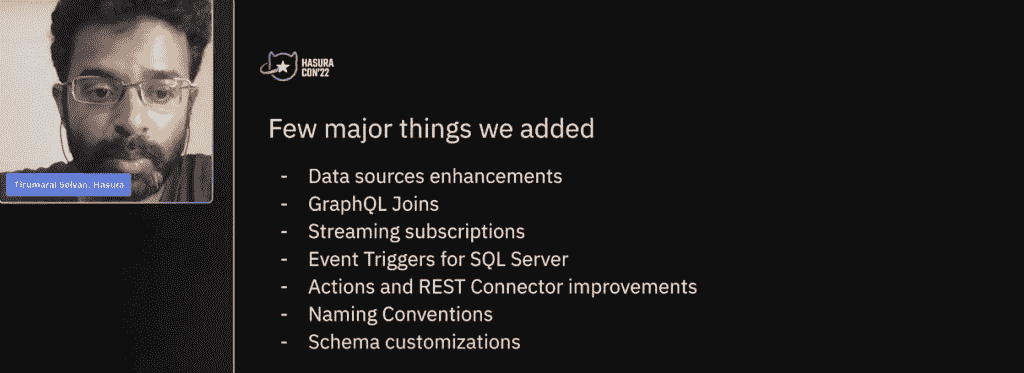 Tirumarai Selvan, Hasura
HASURA
CON'22
Few major things we added
- Data sources enhancements
- GraphQL Joins
- Streaming subscriptions
- Event Triggers for SQL Server
- Actions and REST Connector improvements
- Naming Conventions
- Schema customizations